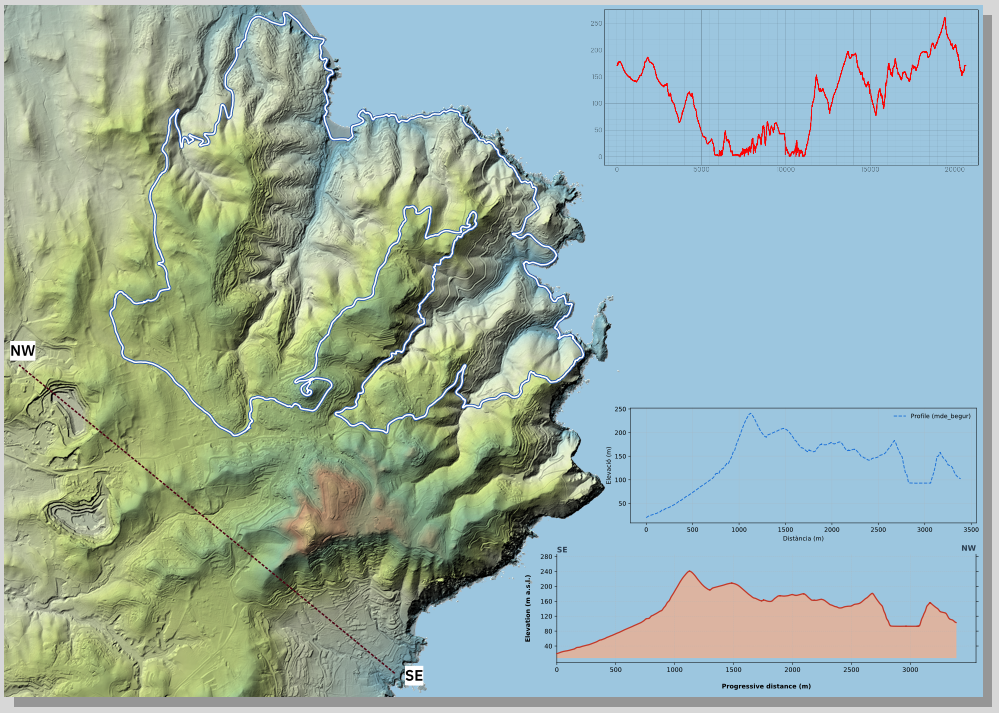 250
200
150
100
50
0
0 5000 10000 15000 20000
NW
SE
250
200
150
100
50
Elevació (m)
Profile (mde_begur)
0 500 1000 1500 2000 2500 3000 3500
Distància (m)
SE NW
280
240
200
160
120
80
40
Elevation (m a.s.l.)
0 500 1000 1500 2000 2500 3000
Progressive distance (m)